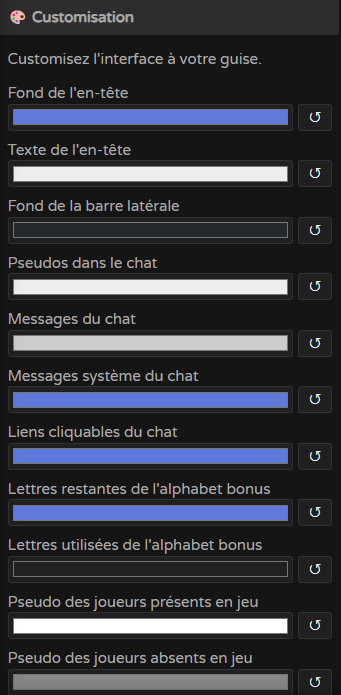 Customisation
Customisez l'interface à votre guise.
Fond de l'en-tête
↺
Texte de l'en-tête
↺
Fond de la barre latérale
↺
Pseudos dans le chat
↺
Messages du chat
↺
Messages système du chat
↺
Liens cliquables du chat
↺
Lettres restantes de l'alphabet bonus
↺
Lettres utilisées de l'alphabet bonus
↺
Pseudo des joueurs présents en jeu
↺
Pseudo des joueurs absents en jeu
↺